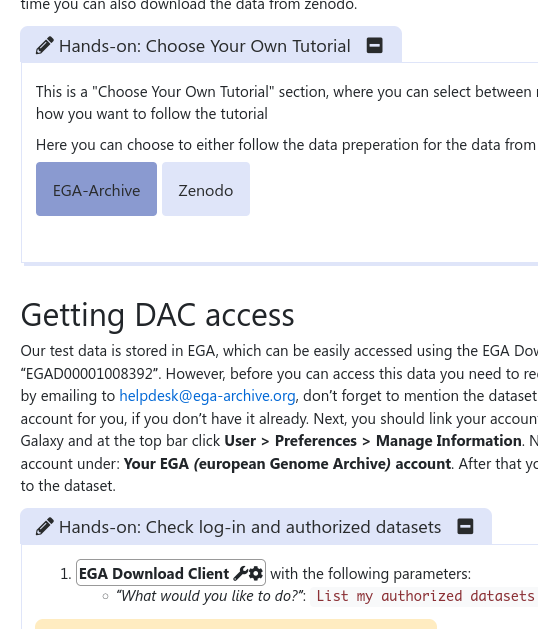 time you can also download the data from zenodo.
Hands-on: Choose Your Own Tutorial
This is a "Choose Your Own Tutorial" section, where you can select between
how you want to follow the tutorial
Here you can choose to either follow the data preperation for the data from
EGA-Archive Zenodo
Getting DAC access
Our test data is stored in EGA, which can be easily accessed using the EGA Dow
“EGAD00001008392”. However, before you can access this data you need to re
by emailing to helpdesk@ega-archive.org, don’t forget to mention the dataset
account for you, if you don’t have it already. Next, you should link your account
Galaxy and at the top bar click User > Preferences > Manage Information. N
account under: Your EGA (european Genome Archive) account. After that yo
to the dataset.
Hands-on: Check log-in and authorized datasets
1. EGA Download Client with the following parameters:
“What would you like to do?”: List my authorized datasets